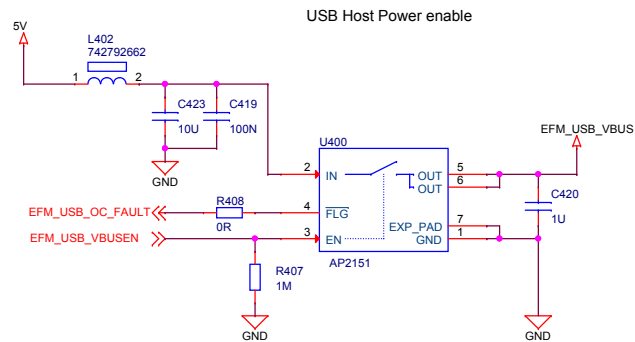 USB Host Power enable
5V
L402
742792662
1 2
C423
10U
C419
100N
GND
U400
EFM_USB_VBUS
2 IN OUT 5
OUT 6
EFM_USB_OC_FAULT
R408
0R
4 FLG
EFM_USB_VBUSEN
3 EN
EXP_PAD 7
GND 1
C420
1U
AP2151
R407
1M
GND
GND